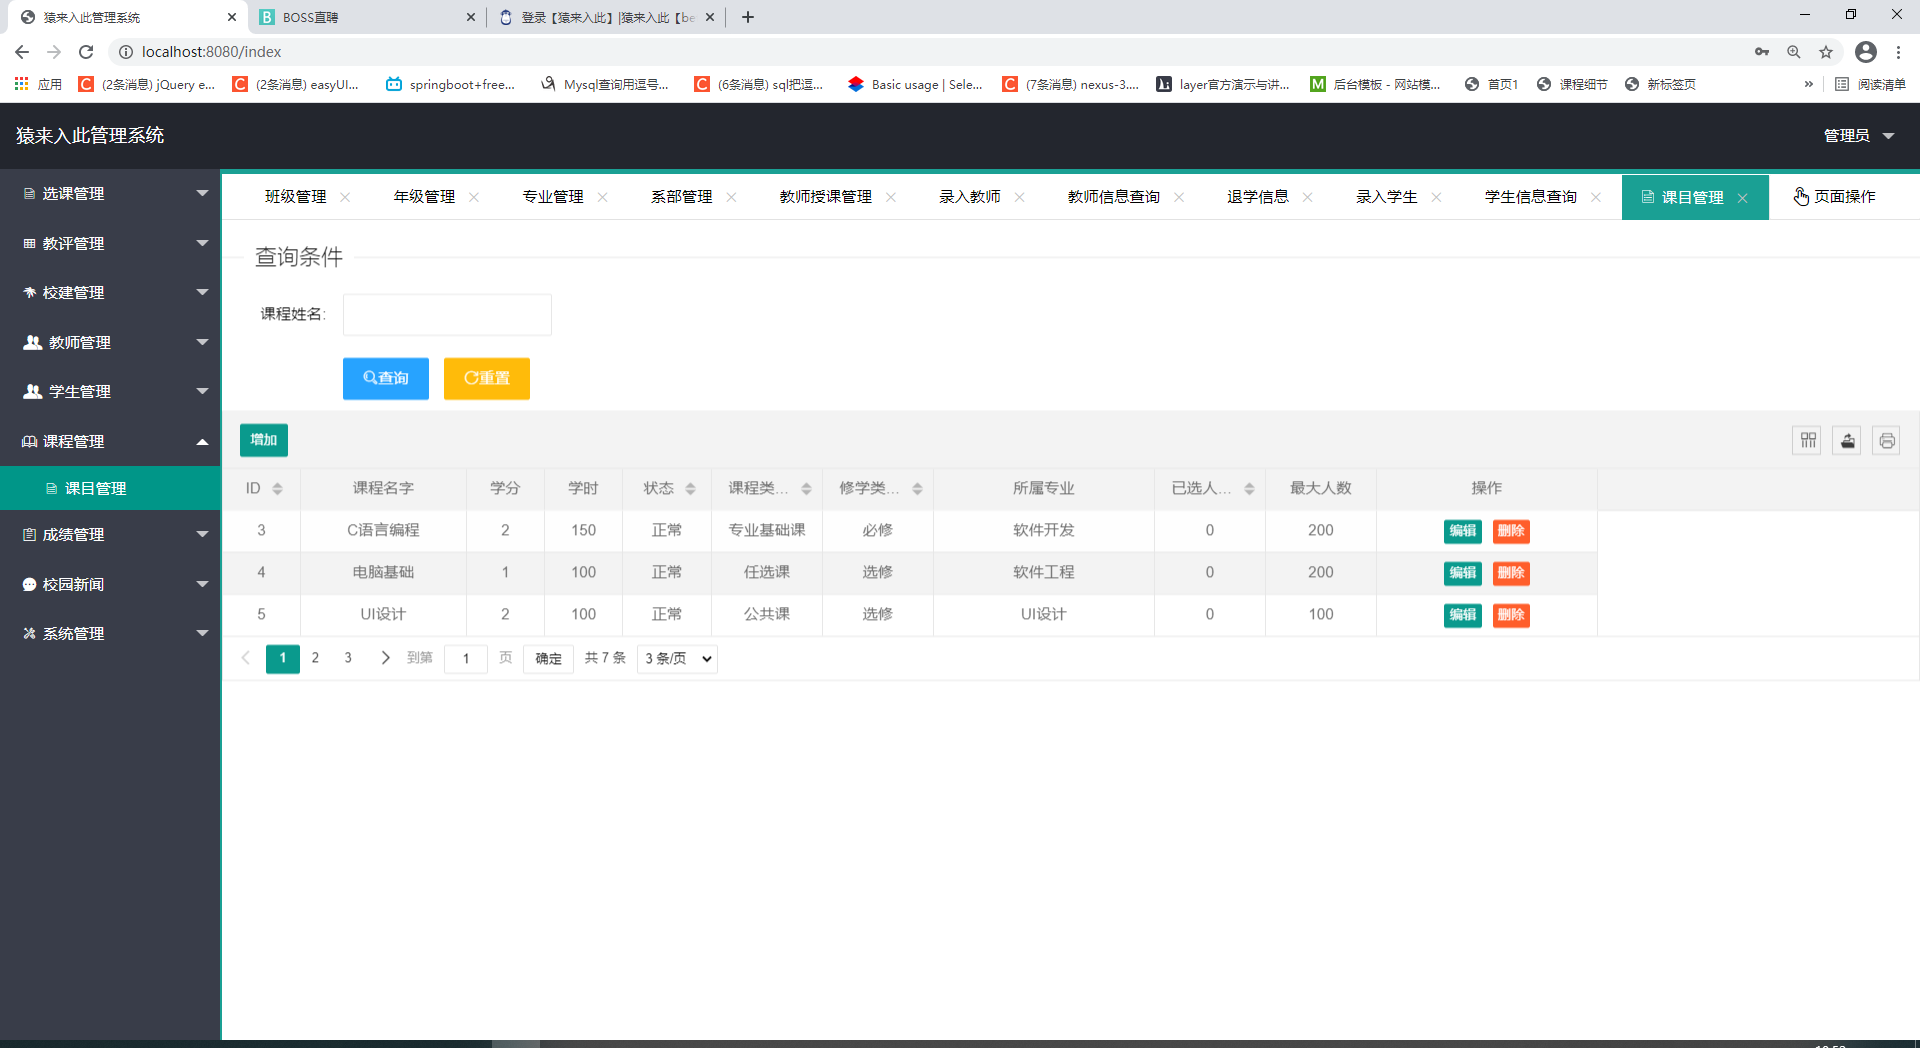 猿来入此管理系统
BOSS直聘
登录【猿来入此】|猿来入此【be
localhost:8080/index
应用
(2条消息) jQuery e...
(2条消息) easyUI...
springboot+free...
Mysql查询用逗号...
(6条消息) sql把逗...
Basic usage | Sele...
(7条消息) nexus-3....
layer官方演示与讲...
后台模板 - 网站模...
首页1
课程细节
新标签页
»
阅读清单
猿来入此管理系统
管理员
选课管理
教评管理
校建管理
教师管理
学生管理
课程管理
课目管理
成绩管理
校园新闻
系统管理
班级管理
年级管理
专业管理
系部管理
教师授课管理
录入教师
教师信息查询
退学信息
录入学生
学生信息查询
课目管理
页面操作
查询条件
课程姓名:
查询 重置
增加
ID 课程名字 学分 学时 状态 课程类... 修学类... 所属专业 已选人... 最大人数 操作
3 C语言编程 2 150 正常 专业基础课 必修 软件开发 0 200 编辑 删除
4 电脑基础 1 100 正常 任选课 选修 软件工程 0 200 编辑 删除
5 UI设计 2 100 正常 公共课 选修 UI设计 0 100 编辑 删除
1 2 3 到第 1 页 确定 共 7 条 3 条/页